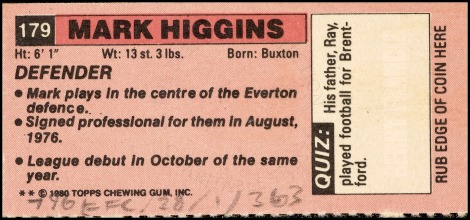 179 MARK HIGGINS
Ht: 6' 1" Wt: 13 st. 3 lbs. Born: Buxton
DEFENDER
• Mark plays in the centre of the Everton
defence.
• Signed professional for them in August,
1976.
• League debut in October of the same
year.
** © 1980 TOPPS CHEWING GUM, INC.
QUIZ: His father, Ray,
played football for Brent-
ford.
RUB EDGE OF COIN HERE